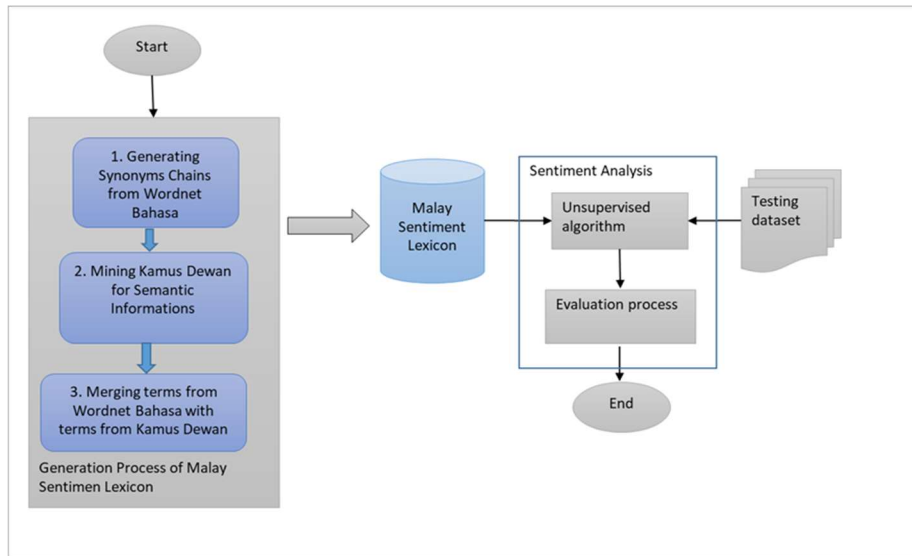 Start
1. Generating
Synonyms Chains
from Wordnet
Bahasa
2. Mining Kamus Dewan
for Semantic
Informations
3. Merging terms from
Wordnet Bahasa with
terms from Kamus Dewan
Generation Process of Malay
Sentimen Lexicon
Malay
Sentiment
Lexicon
Sentiment Analysis
Unsupervised
algorithm
Evaluation process
End
Testing
dataset